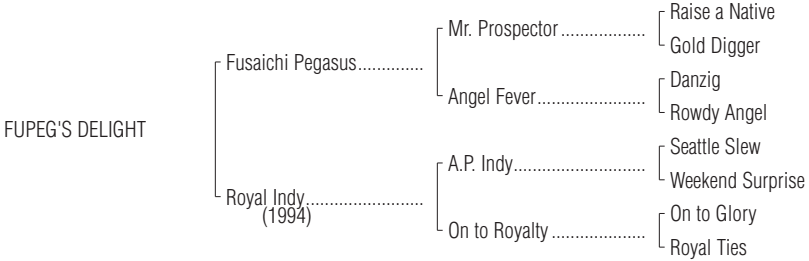 Raise a Native
Mr. Prospector...................
Gold Digger
Fusaichi Pegasus..............
Danzig
Angel Fever.......................
Rowdy Angel
FUPEG'S DELIGHT
Seattle Slew
A.P. Indy............................
Weekend Surprise
Royal Indy.........................
(1994)
On to Glory
On to Royalty ....................
Royal Ties